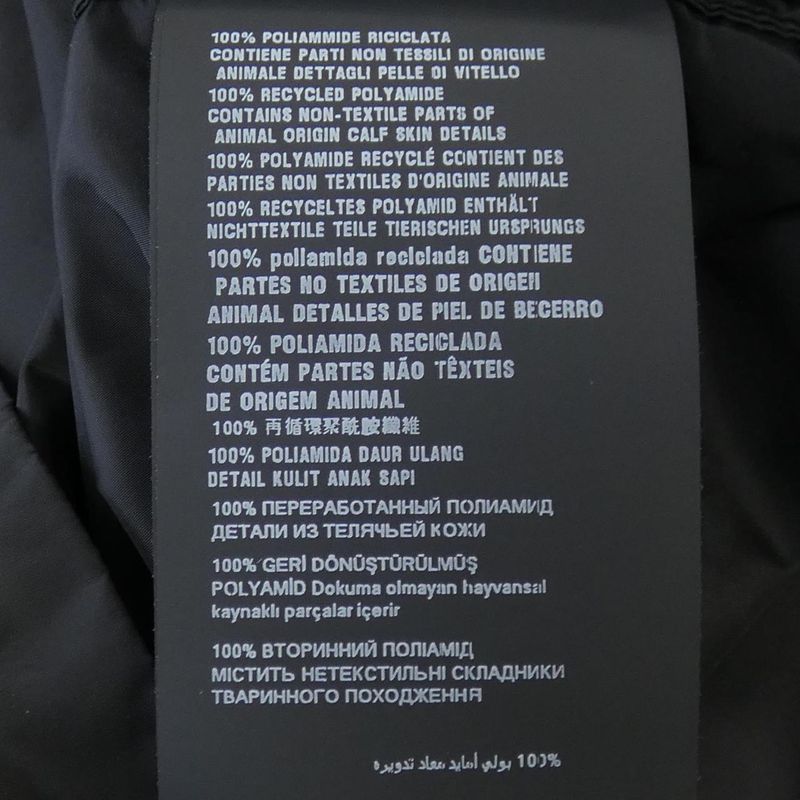 100% POLIAMMIDE RICICLATA
CONTIENE PARTI NON TESSILI DI ORIGINE
ANIMALE DETTAGLI PELLE DI VITELLO
100% RECYCLED POLYAMIDE
CONTAINS NON-TEXTILE PARTS OF
ANIMAL ORIGIN CALF SKIN DETAILS
100% POLYAMIDE RECYCLÉ CONTIENT DES
PARTIES NON TEXTILES D'ORIGINE ANIMALE
100% RECYCELTES POLYAMID ENTHÄLT
NICHTTEXTILE TEILE TIERISCHEN URSPRUNGS
100% poliamida reciclada CONTIENE
PARTES NO TEXTILES DE ORIGEN
ANIMAL DETALLES DE PIEL DE BECERRO
100% POLIAMIDA RECICLADA
CONTÉM PARTES NÃO TÊXTEIS
DE ORIGEM ANIMAL
100% 再循環聚酰胺纖維
100% POLIAMIDA DAUR ULANG
DETAIL KULIT ANAK SAPI
100% ПЕРЕРАБОТАННЫЙ ПОЛИАМИД
ДЕТАЛИ ИЗ ТЕЛЯЧЬЕЙ КОЖИ
100% GERİ DÖNÜŞTÜRÜLMÜŞ
POLYAMİD Dokuma olmayan hayvansal
kaynaklı parçalar içerir
100% ВТОРИННИЙ ПОЛІАМІД
МІСТИТЬ НЕТЕКСТИЛЬНІ СКЛАДНИКИ
ТВАРИННОГО ПОХОДЖЕННЯ
100% بولي أمايد معاد تدويره